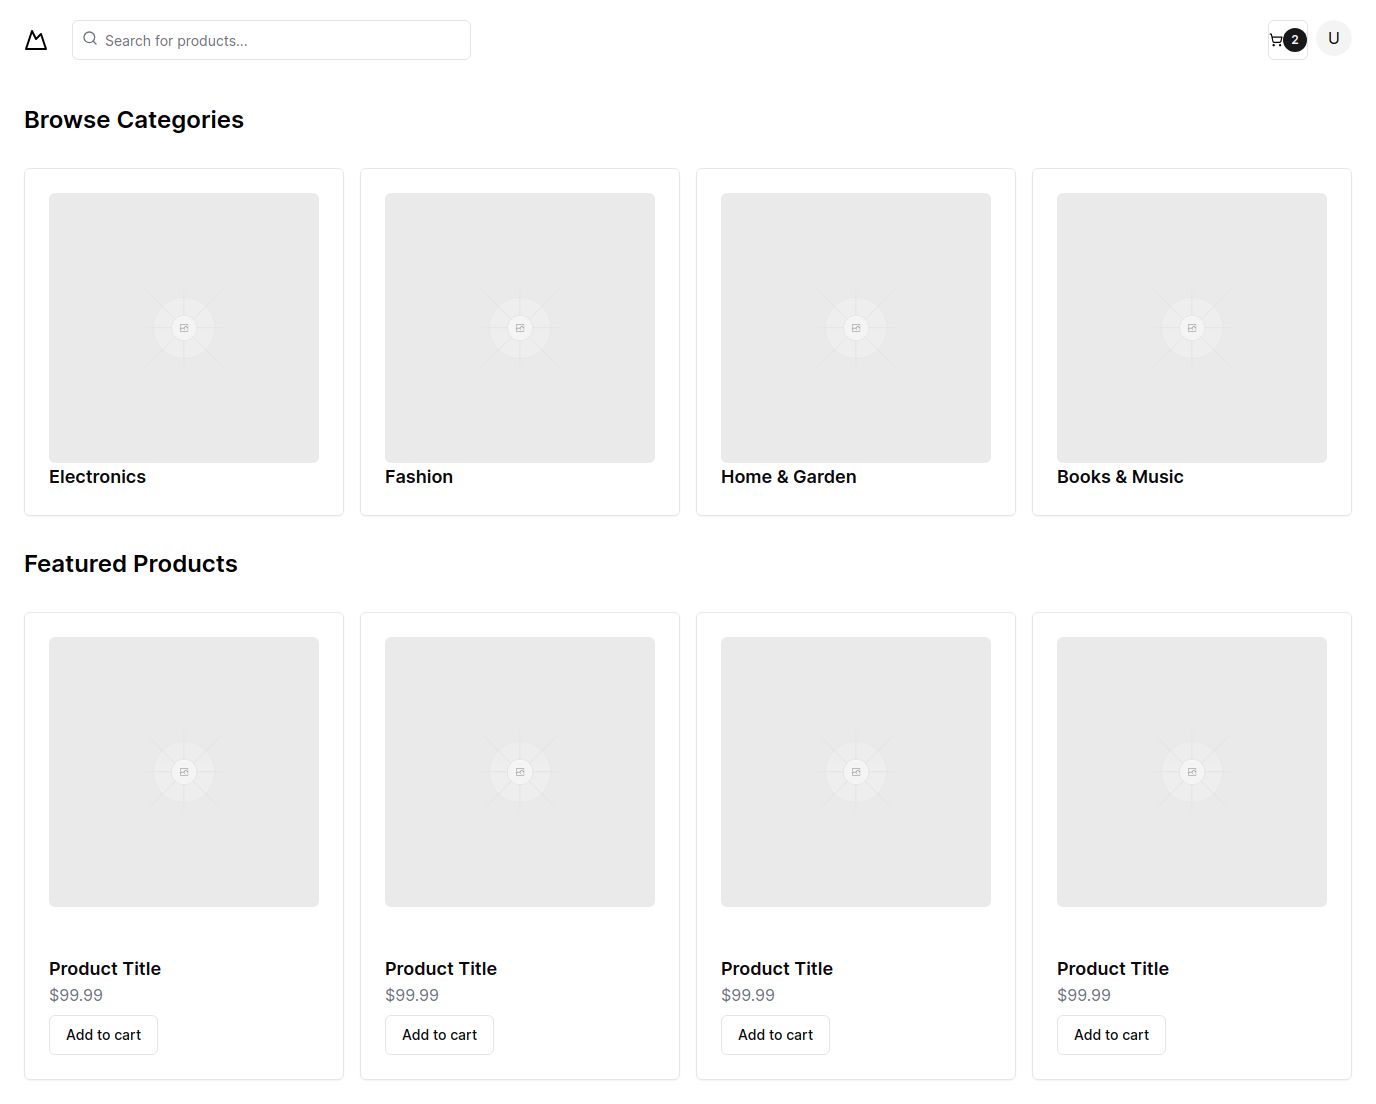 Search for products...
2
U
Browse Categories
Electronics
Fashion
Home & Garden
Books & Music
Featured Products
Product Title
$99.99
Add to cart
Product Title
$99.99
Add to cart
Product Title
$99.99
Add to cart
Product Title
$99.99
Add to cart